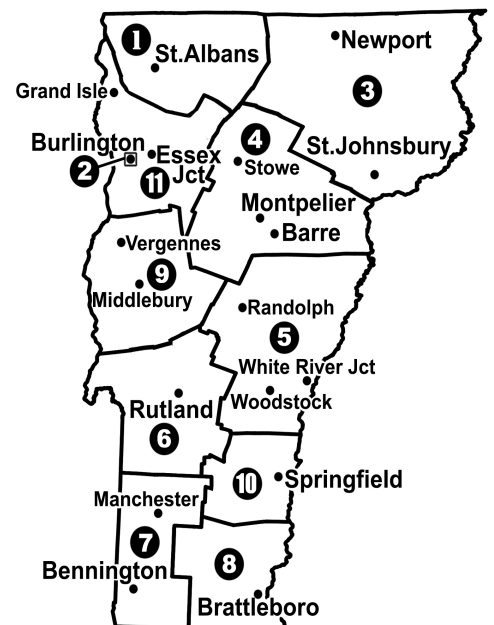 1
St.Albans
Newport
Grand Isle
3
Burlington
4
St.Johnsbury
2
Essex
Jct
Stowe
11
Montpelier
Barre
Vergennes
9
Middlebury
Randolph
5
White River Jct
Woodstock
Rutland
6
10
Springfield
Manchester
7
8
Bennington
Brattleboro